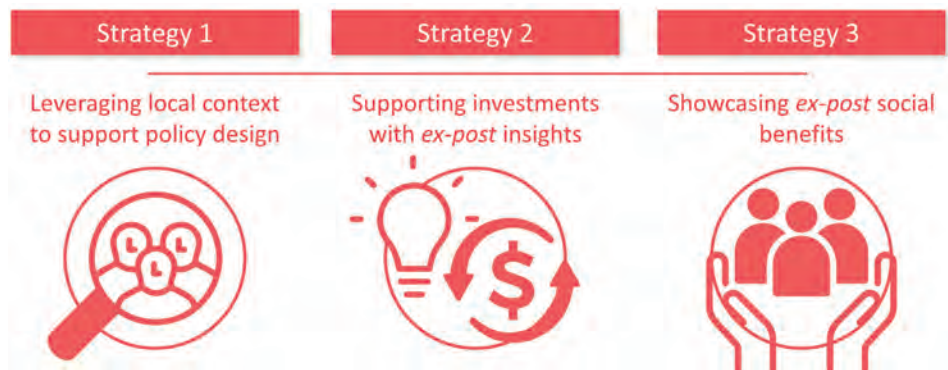 Strategy 1
Strategy 2
Strategy 3
Leveraging local context
to support policy design
Supporting investments
with ex-post insights
Showcasing ex-post social
benefits
L
L
L
$